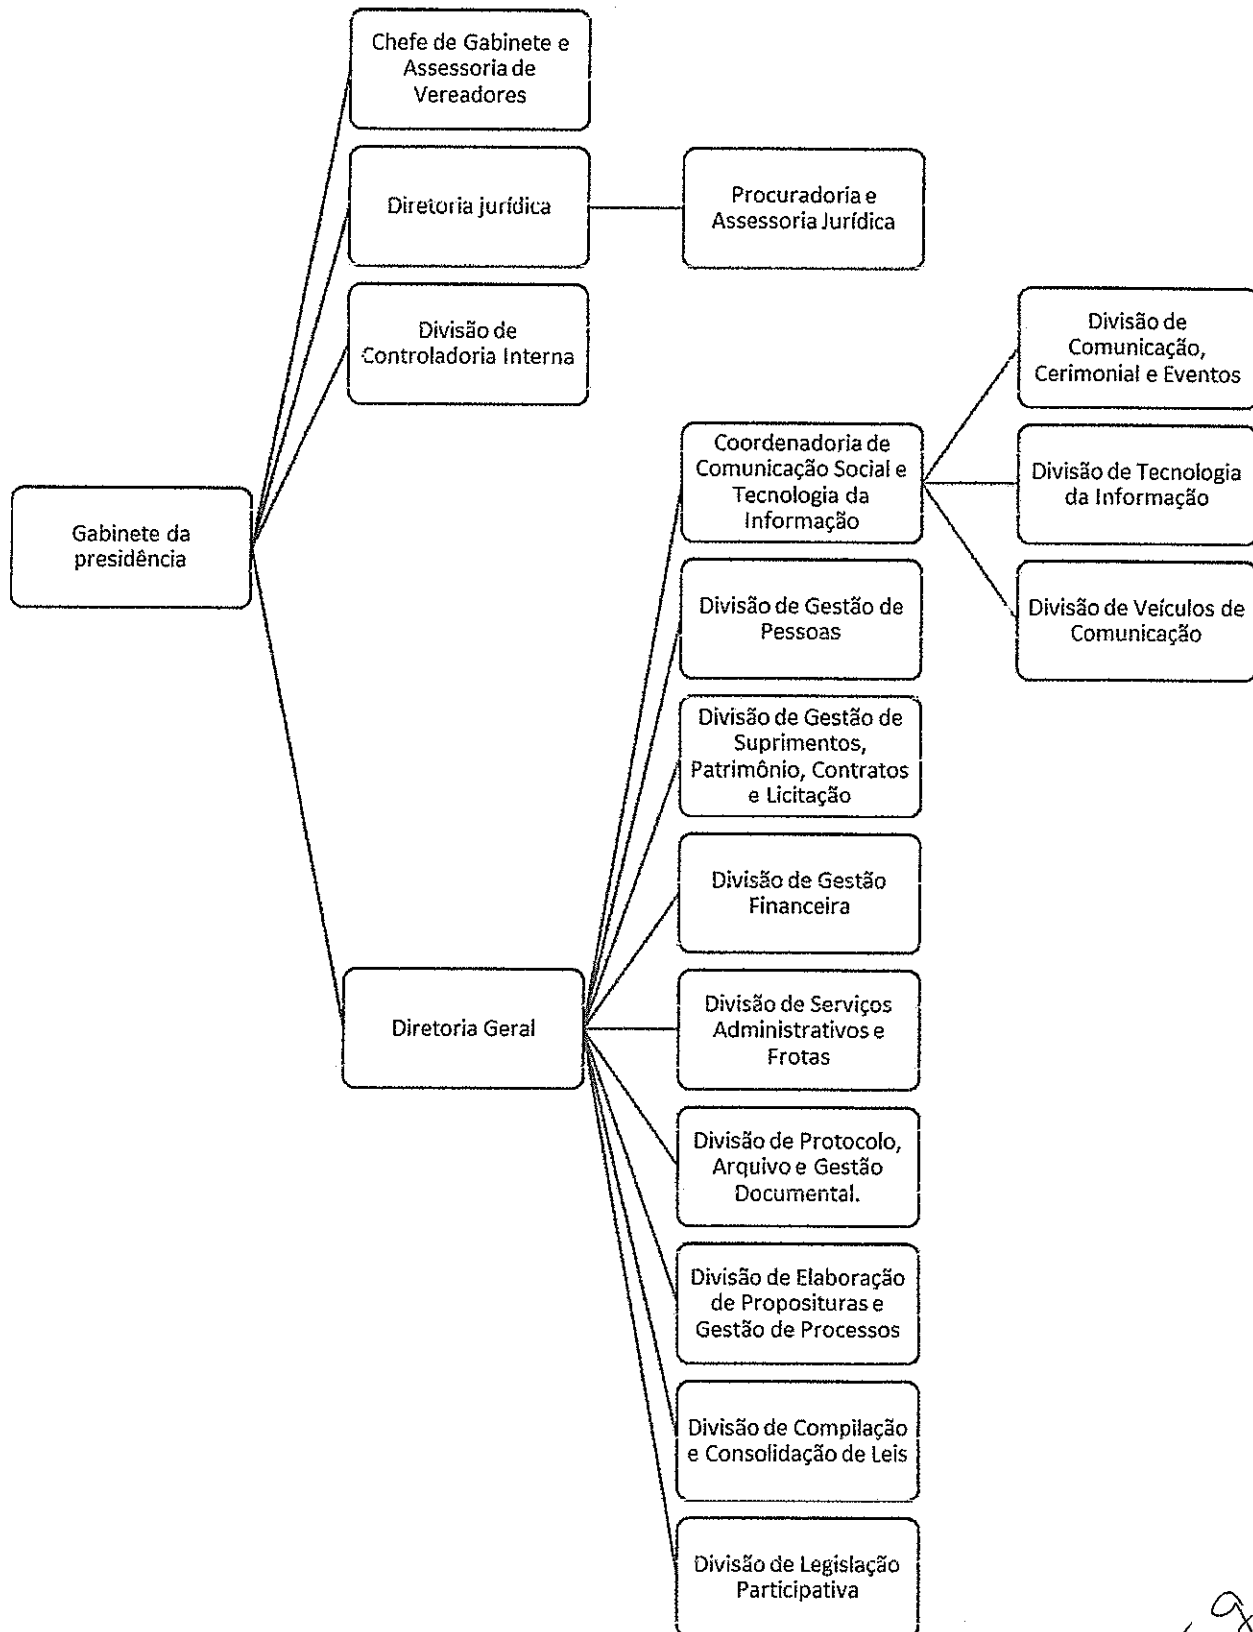 Chefe de Gabinete e
Assessoria de
Vereadores
Diretoria jurídica
Procuradoria e
Assessoria Jurídica
Divisão de
Controladoria Interna
Gabinete da
presidência
Coordenadoria de
Comunicação Social e
Tecnologia da
Informação
Divisão de
Comunicação,
Cerimonial e Eventos
Divisão de Tecnologia
da Informação
Divisão de Veículos de
Comunicação
Divisão de Gestão de
Pessoas
Divisão de Gestão de
Suprimentos,
Patrimônio, Contratos
e Licitação
Divisão de Gestão
Financeira
Diretoria Geral
Divisão de Serviços
Administrativos e
Frotas
Divisão de Protocolo,
Arquivo e Gestão
Documental.
Divisão de Elaboração
de Proposituras e
Gestão de Processos
Divisão de Compilação
e Consolidação de Leis
Divisão de Legislação
Participativa